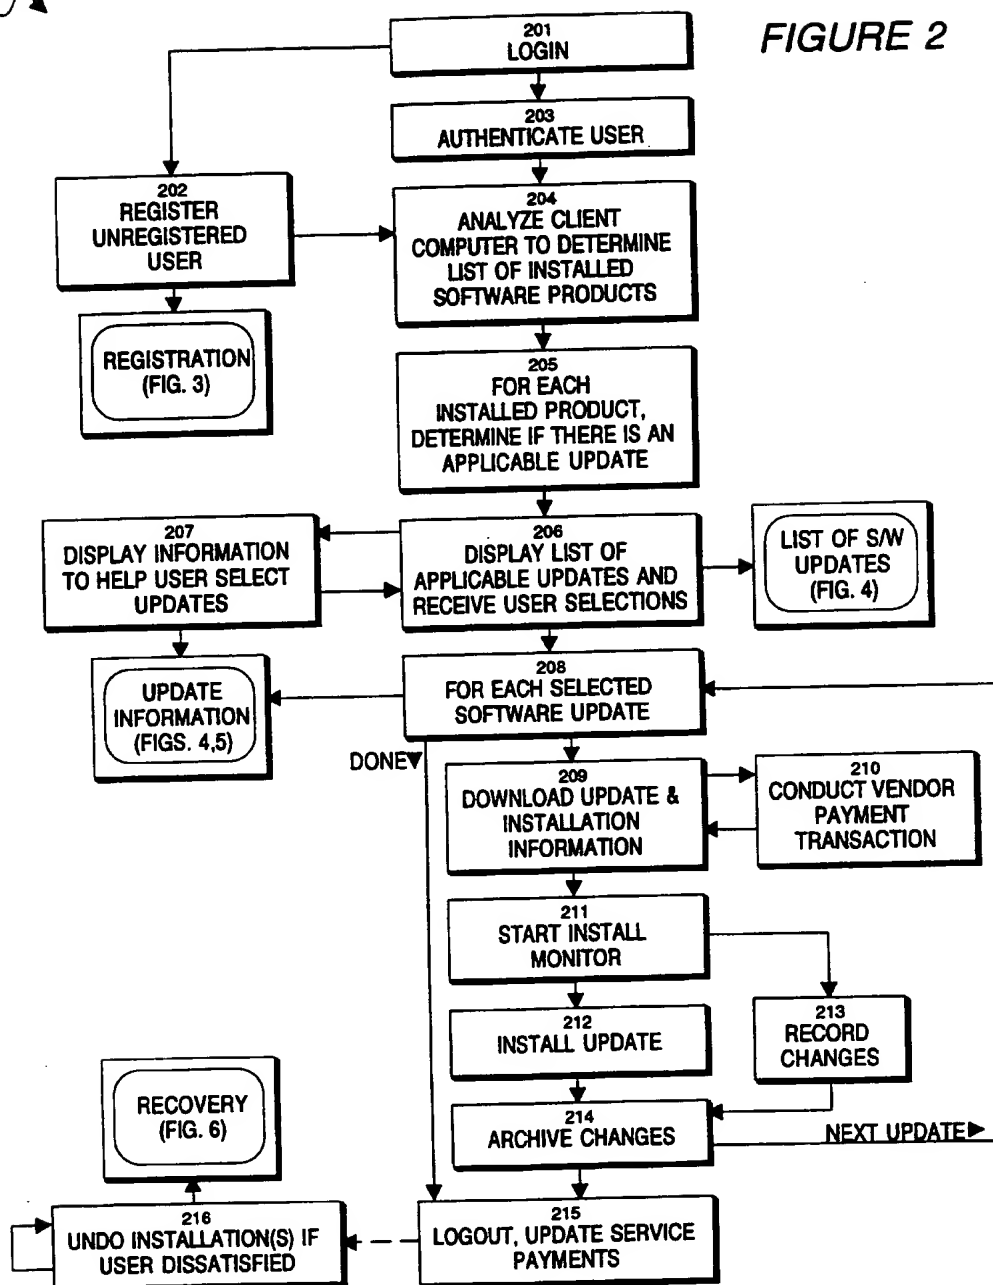 FIGURE 2
201
LOGIN
203
AUTHENTICATE USER
202
REGISTER
UNREGISTERED
USER
204
ANALYZE CLIENT
COMPUTER TO DETERMINE
LIST OF INSTALLED
SOFTWARE PRODUCTS
REGISTRATION
(FIG. 3)
205
FOR EACH
INSTALLED PRODUCT,
DETERMINE IF THERE IS AN
APPLICABLE UPDATE
207
DISPLAY INFORMATION
TO HELP USER SELECT
UPDATES
206
DISPLAY LIST OF
APPLICABLE UPDATES AND
RECEIVE USER SELECTIONS
LIST OF S/W
UPDATES
(FIG. 4)
UPDATE
INFORMATION
(FIGS. 4,5)
208
FOR EACH SELECTED
SOFTWARE UPDATE
DONE
209
DOWNLOAD UPDATE &
INSTALLATION
INFORMATION
210
CONDUCT VENDOR
PAYMENT
TRANSACTION
211
START INSTALL
MONITOR
212
INSTALL UPDATE
213
RECORD
CHANGES
RECOVERY
(FIG. 6)
214
ARCHIVE CHANGES
NEXT UPDATE
216
UNDO INSTALLATION(S) IF
USER DISSATISFIED
215
LOGOUT, UPDATE SERVICE
PAYMENTS